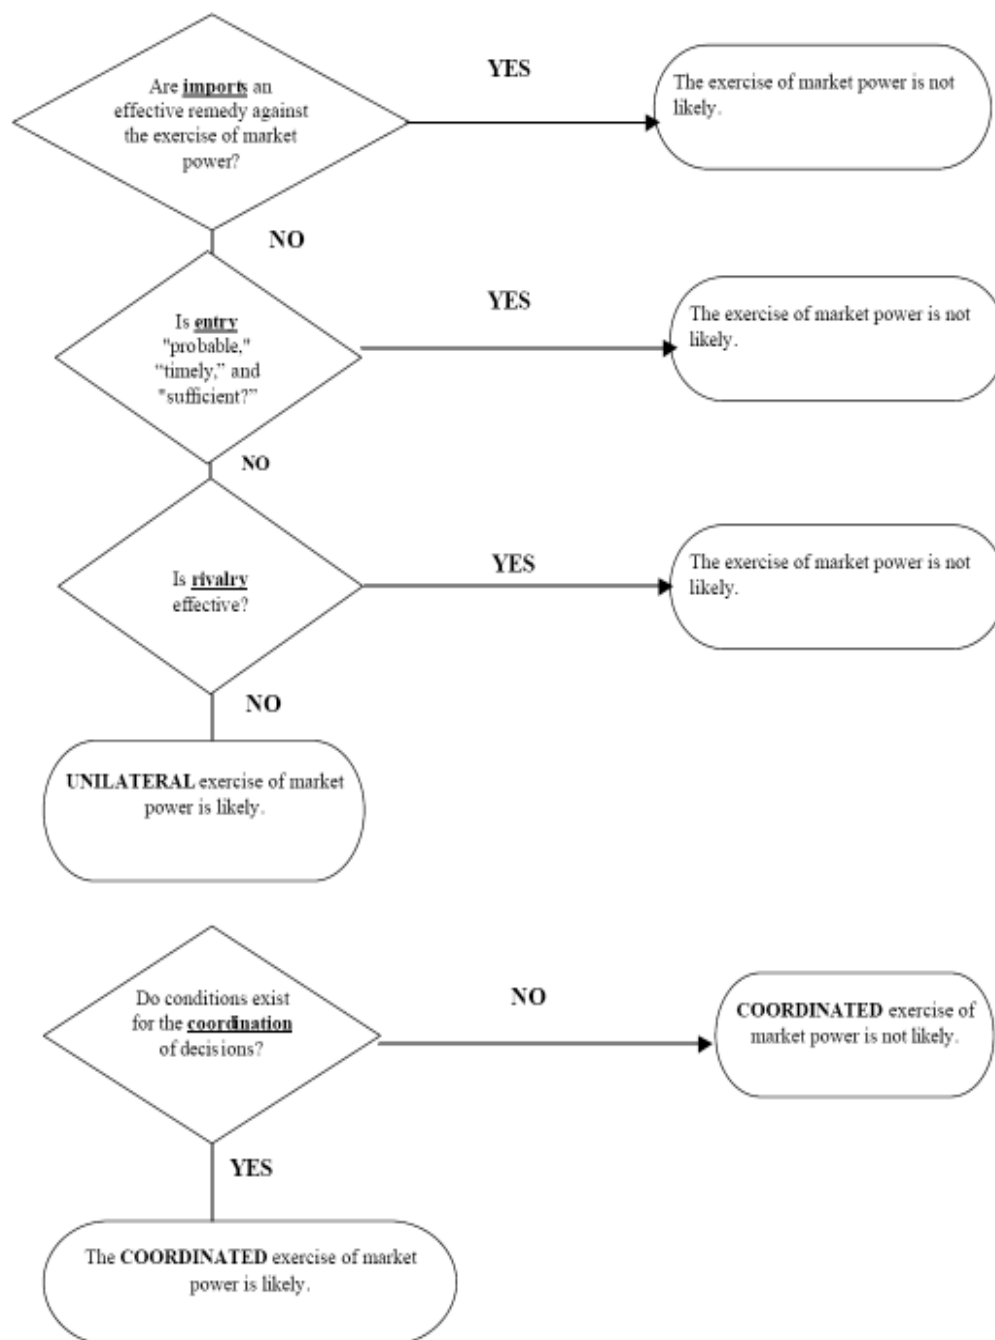 Are imports an
effective remedy against
the exercise of market
power?
YES
The exercise of market power is not
likely.
NO
Is entry
"probable,"
“timely,” and
"sufficient?”
YES
The exercise of market power is not
likely.
NO
Is rivalry
effective?
YES
The exercise of market power is not
likely.
NO
UNILATERAL exercise of market
power is likely.
Do conditions exist
for the coordination
of decisions?
NO
COORDINATED exercise of
market power is not likely.
YES
The COORDINATED exercise of market
power is likely.